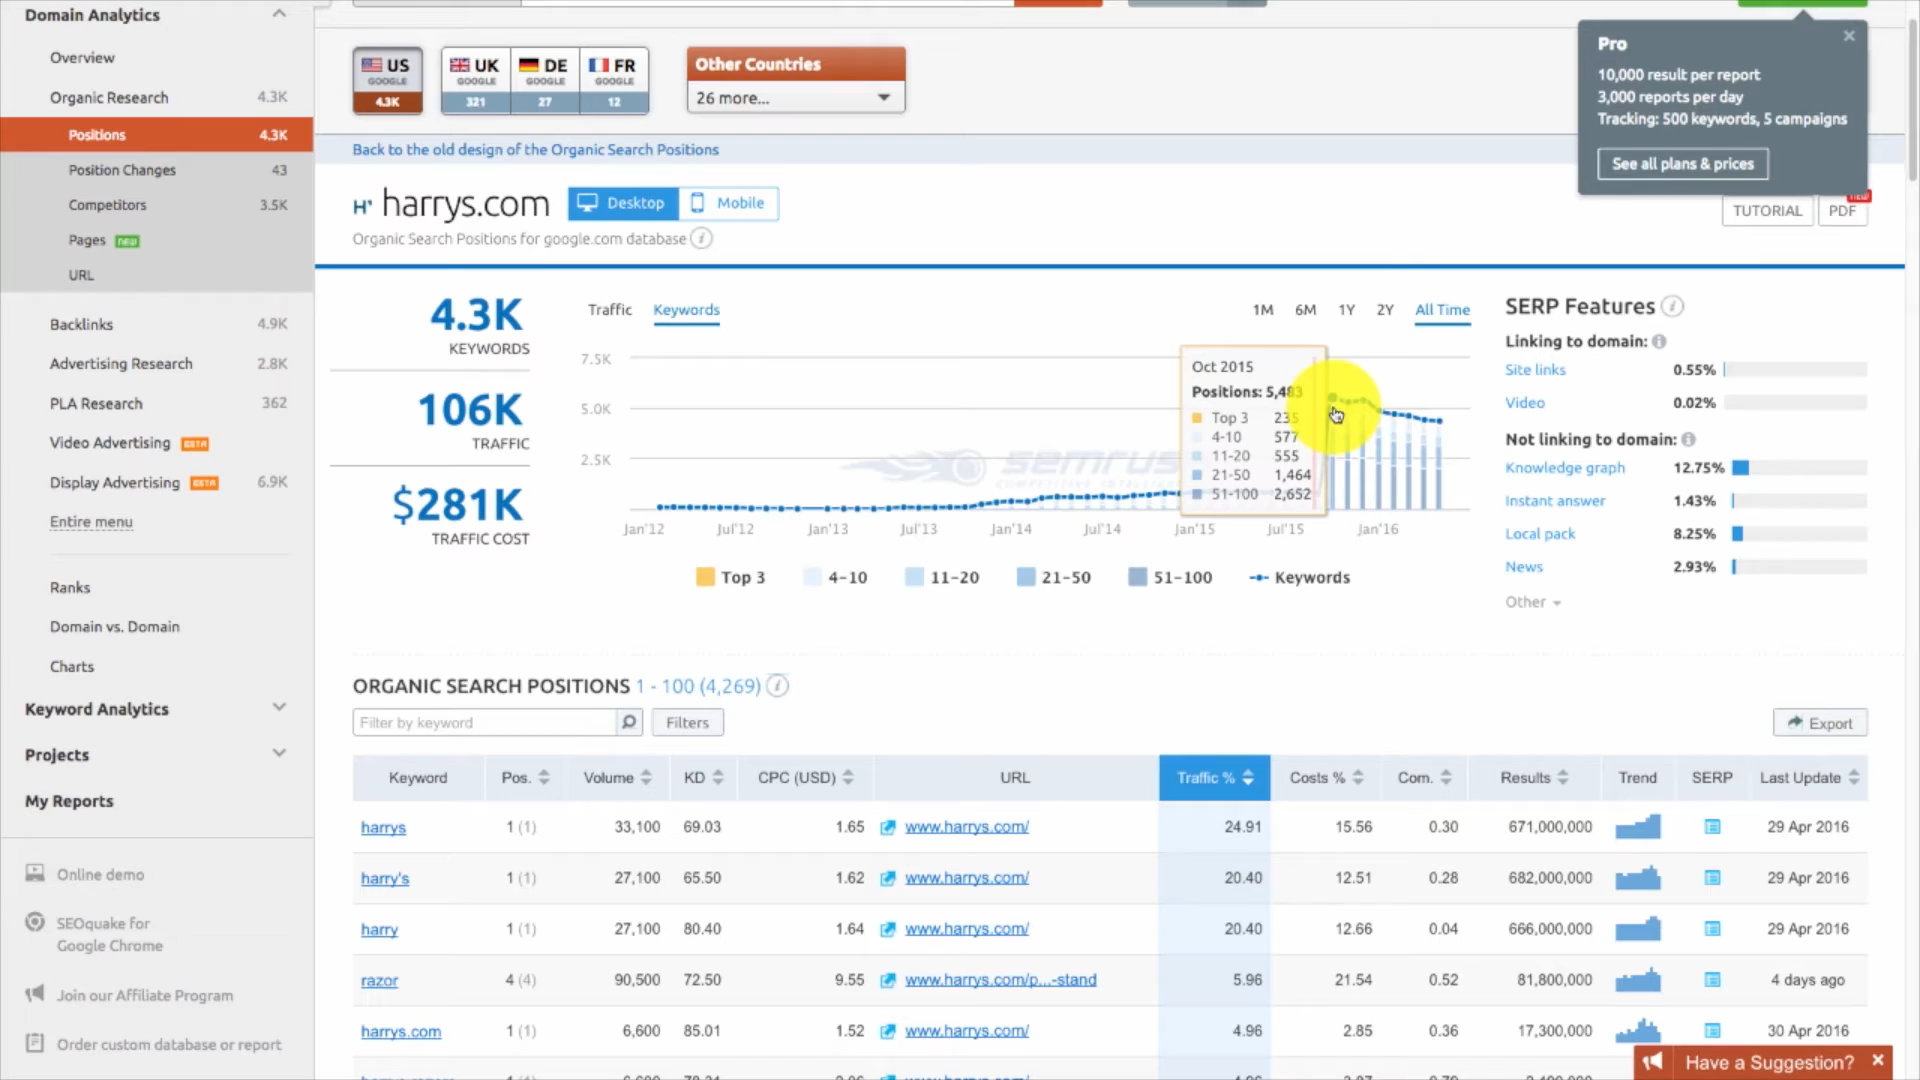 Domain Analytics
Overview
Organic Research 4.3K
Positions 4.3K
Position Changes 43
Competitors 3.5K
Pages NEW
URL
Backlinks 4.9K
Advertising Research 2.8K
PLA Research 362
Video Advertising BETA
Display Advertising BETA 6.9K
Entire menu
Ranks
Domain vs. Domain
Charts
Keyword Analytics
Projects
My Reports
Online demo
SEOquake for
Google Chrome
Join our Affiliate Program
Order custom database or report
US
GOOGLE
4.3K
UK
GOOGLE
321
DE
GOOGLE
27
FR
GOOGLE
12
Other Countries
26 more...
Pro
10,000 result per report
3,000 reports per day
Tracking: 500 keywords, 5 campaigns
See all plans & prices
Back to the old design of the Organic Search Positions
H' harrys.com Desktop Mobile
Organic Search Positions for google.com database i
TUTORIAL PDF NEW
4.3K
KEYWORDS
106K
TRAFFIC
$281K
TRAFFIC COST
Traffic Keywords 1M 6M 1Y 2Y All Time
7.5K
5.0K
2.5K
semrus
Oct 2015
Positions: 5,483
Top 3 235
4-10 577
11-20 555
21-50 1,464
51-100 2,652
Jan'12 Jul'12 Jan'13 Jul'13 Jan'14 Jul'14 Jan'15 Jul'15 Jan'16
Top 3 4-10 11-20 21-50 51-100 Keywords
SERP Features i
Linking to domain: i
Site links 0.55%
Video 0.02%
Not linking to domain: i
Knowledge graph 12.75%
Instant answer 1.43%
Local pack 8.25%
News 2.93%
Other
ORGANIC SEARCH POSITIONS 1 - 100 (4,269) i
Filter by keyword Filters Export
Keyword Pos. Volume KD CPC (USD) URL Traffic % Costs % Com. Results Trend SERP Last Update
harrys 1 (1) 33,100 69.03 1.65 www.harrys.com/ 24.91 15.56 0.30 671,000,000 29 Apr 2016
harry's 1 (1) 27,100 65.50 1.62 www.harrys.com/ 20.40 12.51 0.28 682,000,000 29 Apr 2016
harry 1 (1) 27,100 80.40 1.64 www.harrys.com/ 20.40 12.66 0.04 666,000,000 29 Apr 2016
razor 4 (4) 90,500 72.50 9.55 www.harrys.com/p...-stand 5.96 21.54 0.52 81,800,000 4 days ago
harrys.com 1 (1) 6,600 85.01 1.52 www.harrys.com/ 4.96 2.85 0.36 17,300,000 30 Apr 2016
Have a Suggestion?